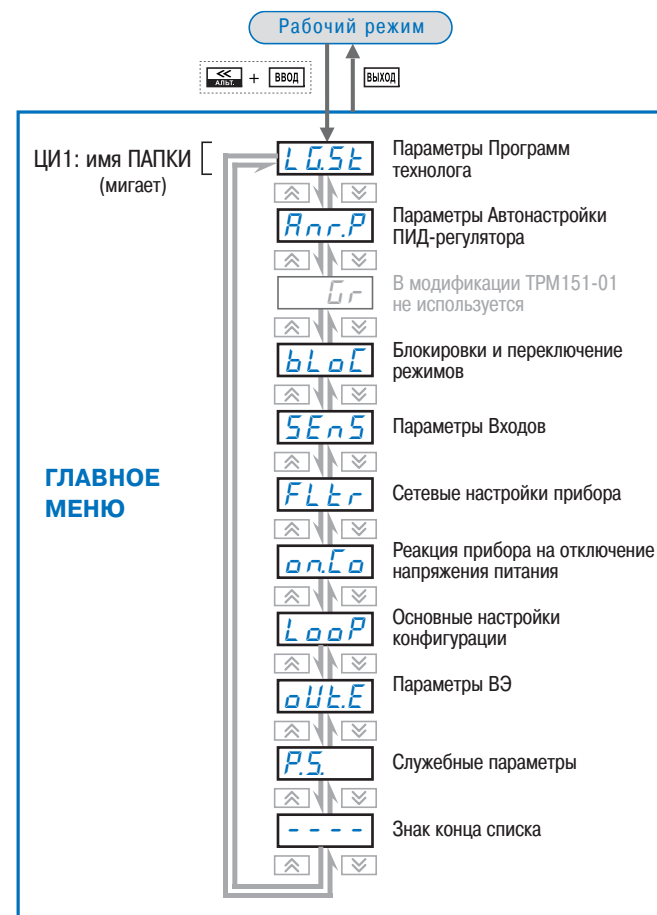 Рабочий режим
≪
АЛЬТ.
+
ВВОД
ВЫХОД
ЦИ1: имя ПАПКИ
(мигает)
LG.St
Параметры Программ
технолога
Anr.P
Параметры Автонастройки
ПИД-регулятора
Gr
В модификации ТРМ151-01
не используется
bLoC
Блокировки и переключение
режимов
SEnS
Параметры Входов
ГЛАВНОЕ
МЕНЮ
FLtr
Сетевые настройки прибора
on.Co
Реакция прибора на отключение
напряжения питания
LooP
Основные настройки
конфигурации
oUt.E
Параметры ВЭ
P.S.
Служебные параметры
- - - -
Знак конца списка